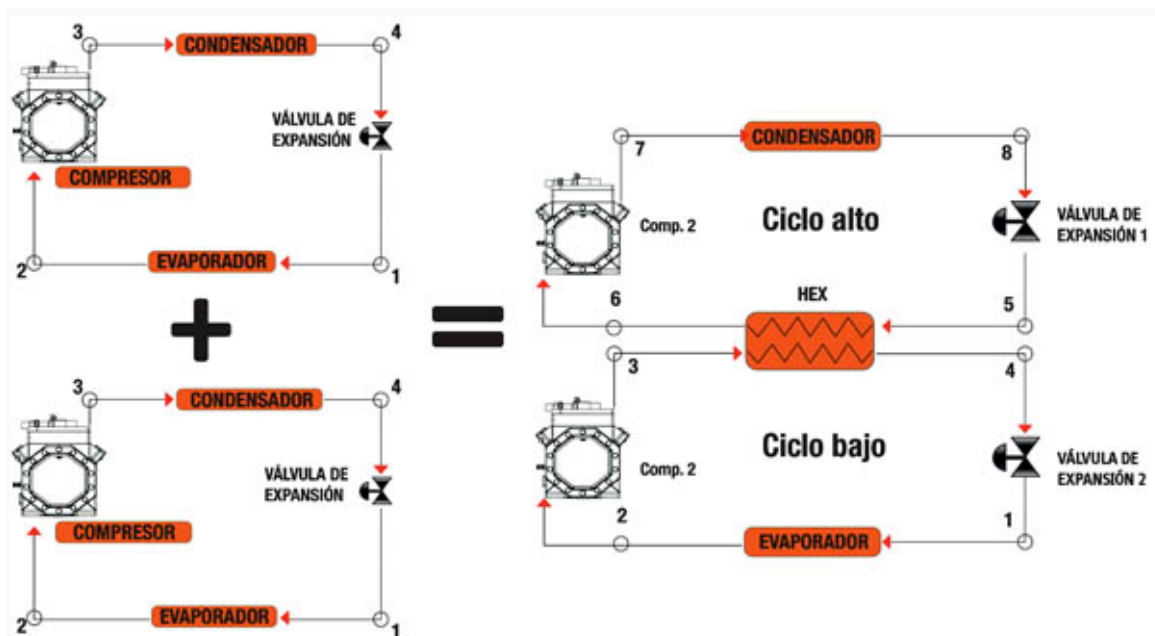 3
CONDENSADOR
4
VÁLVULA DE
EXPANSIÓN
COMPRESOR
2
EVAPORADOR
1
+
3
CONDENSADOR
4
VÁLVULA DE
EXPANSIÓN
COMPRESOR
2
EVAPORADOR
1
=
7
CONDENSADOR
8
Comp. 2
Ciclo alto
VÁLVULA DE
EXPANSIÓN 1
6
HEX
5
3
4
Comp. 2
Ciclo bajo
VÁLVULA DE
EXPANSIÓN 2
2
EVAPORADOR
1